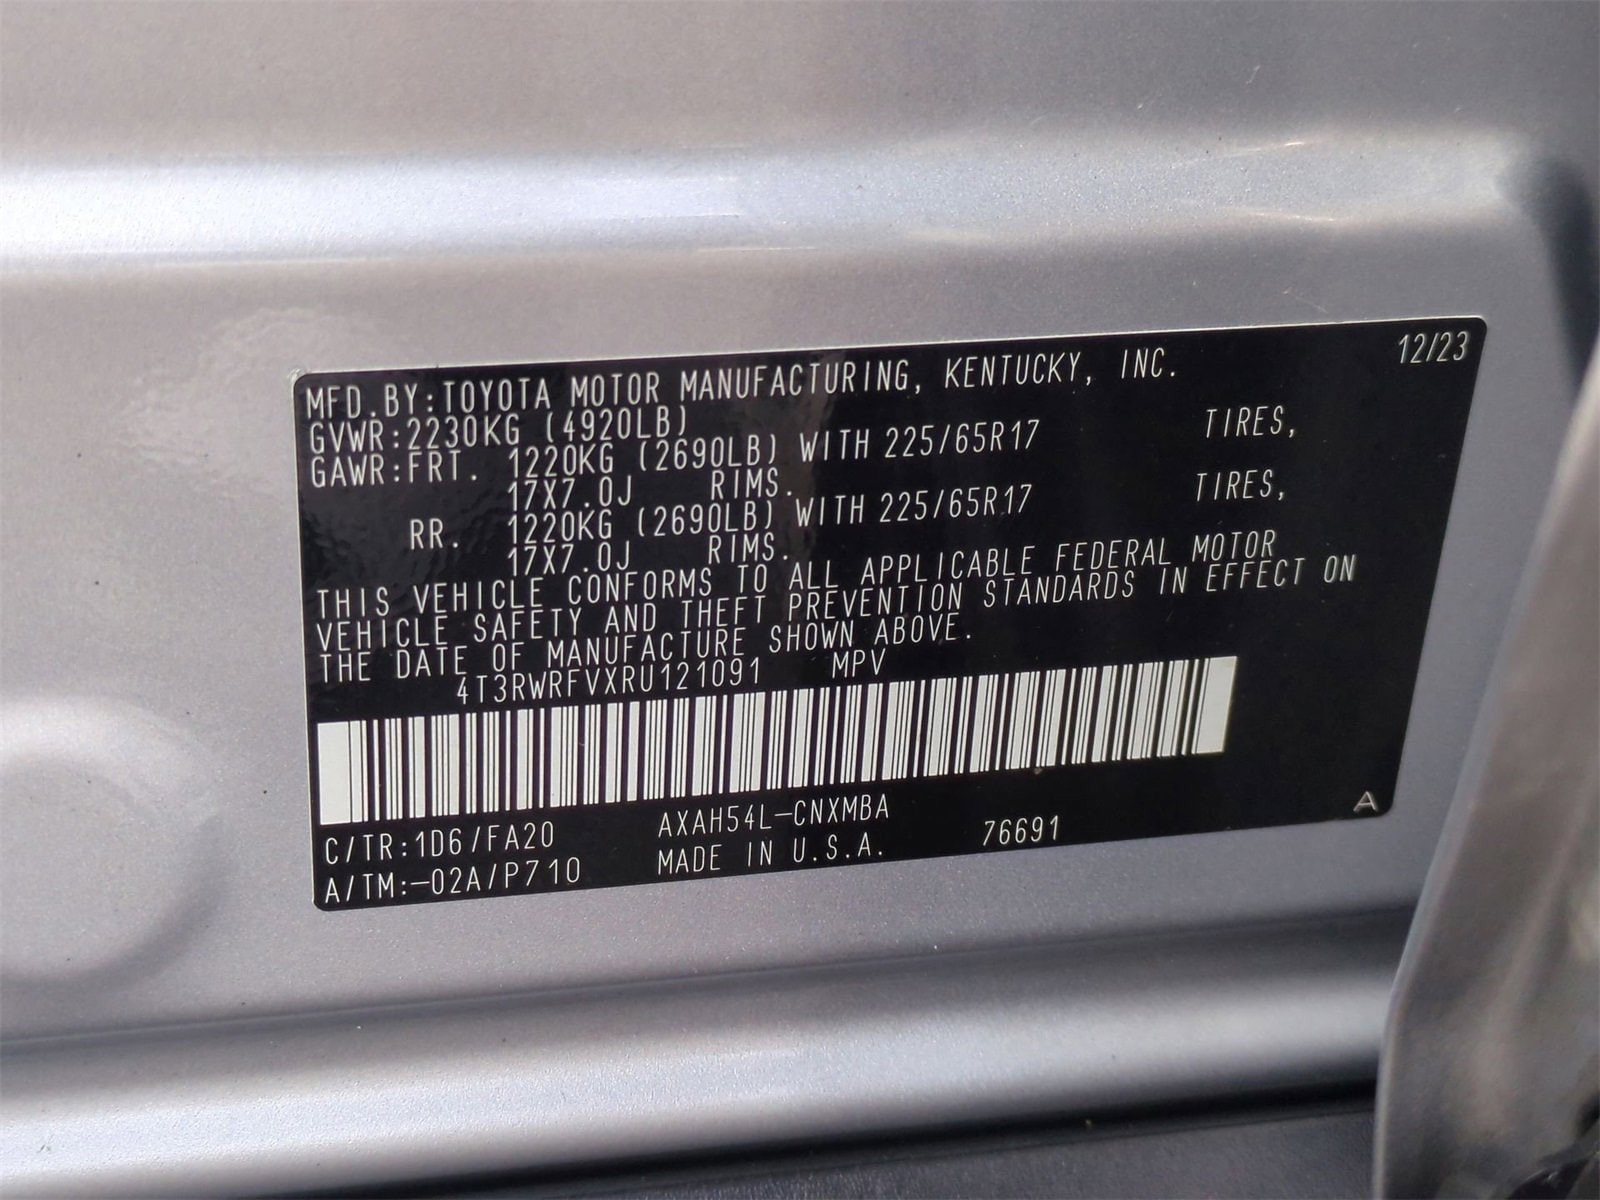 12/23
MFD.BY:TOYOTA MOTOR MANUFACTURING, KENTUCKY, INC.
GVWR:2230KG (4920LB)
GAWR:FRT. 1220KG (2690LB) WITH 225/65R17 TIRES,
17X7.0J RIMS.
RR. 1220KG (2690LB) WITH 225/65R17 TIRES,
17X7.0J RIMS.
THIS VEHICLE CONFORMS TO ALL APPLICABLE FEDERAL MOTOR
VEHICLE SAFETY AND THEFT PREVENTION STANDARDS IN EFFECT ON
THE DATE OF MANUFACTURE SHOWN ABOVE.
4T3RWRFVXRU121091 MPV
C/TR:1D6/FA20 AXAH54L-CNXMBA
A/TM:-02A/P710 MADE IN U.S.A. 76691 A